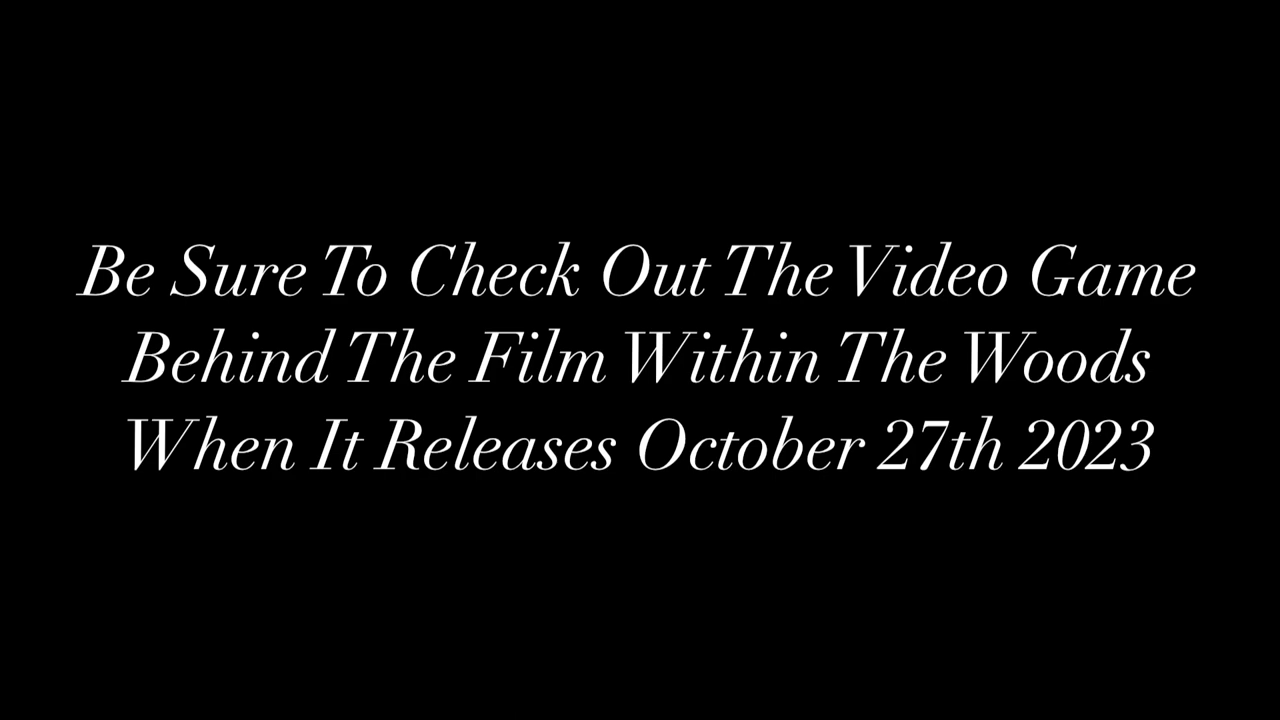 Be Sure To Check Out The Video Game
Behind The Film Within The Woods
When It Releases October 27th 2023